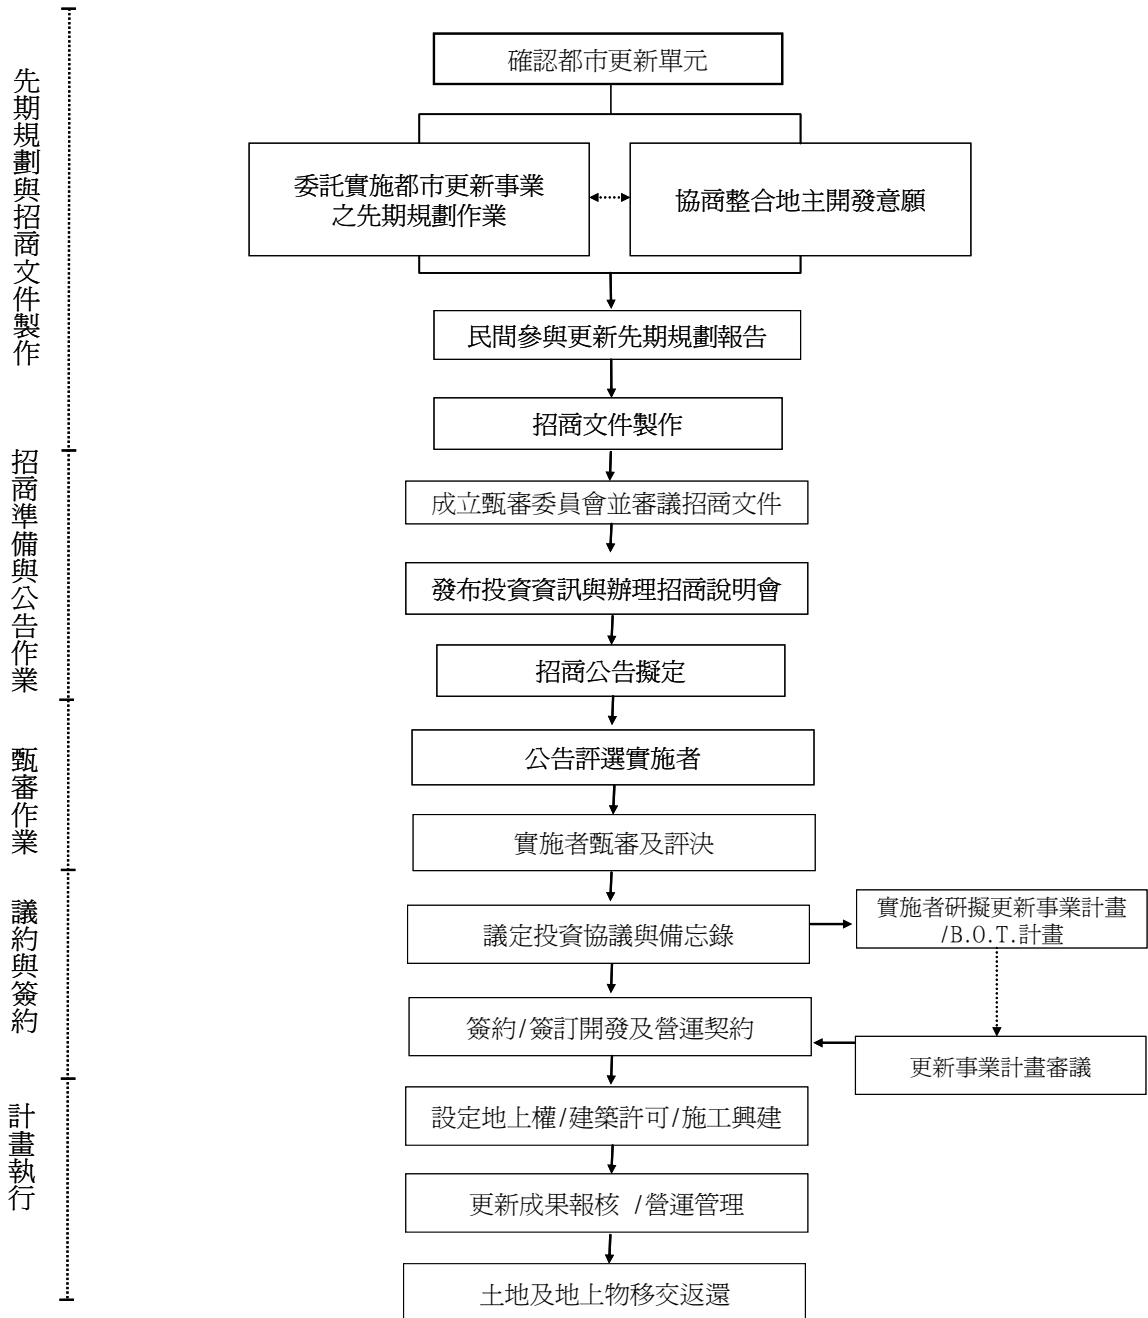 先期規劃與招商文件製作
確認都市更新單元
委託實施都市更新事業
之先期規劃作業
協商整合地主開發意願
民間參與更新先期規劃報告
招商文件製作
招商準備與公告作業
成立甄審委員會並審議招商文件
發布投資資訊與辦理招商說明會
招商公告擬定
甄審作業
公告評選實施者
實施者甄審及評決
議約與簽約
議定投資協議與備忘錄
實施者研擬更新事業計畫
/B.O.T.計畫
簽約/簽訂開發及營運契約
更新事業計畫審議
計畫執行
設定地上權/建築許可/施工興建
更新成果報核 /營運管理
土地及地上物移交返還